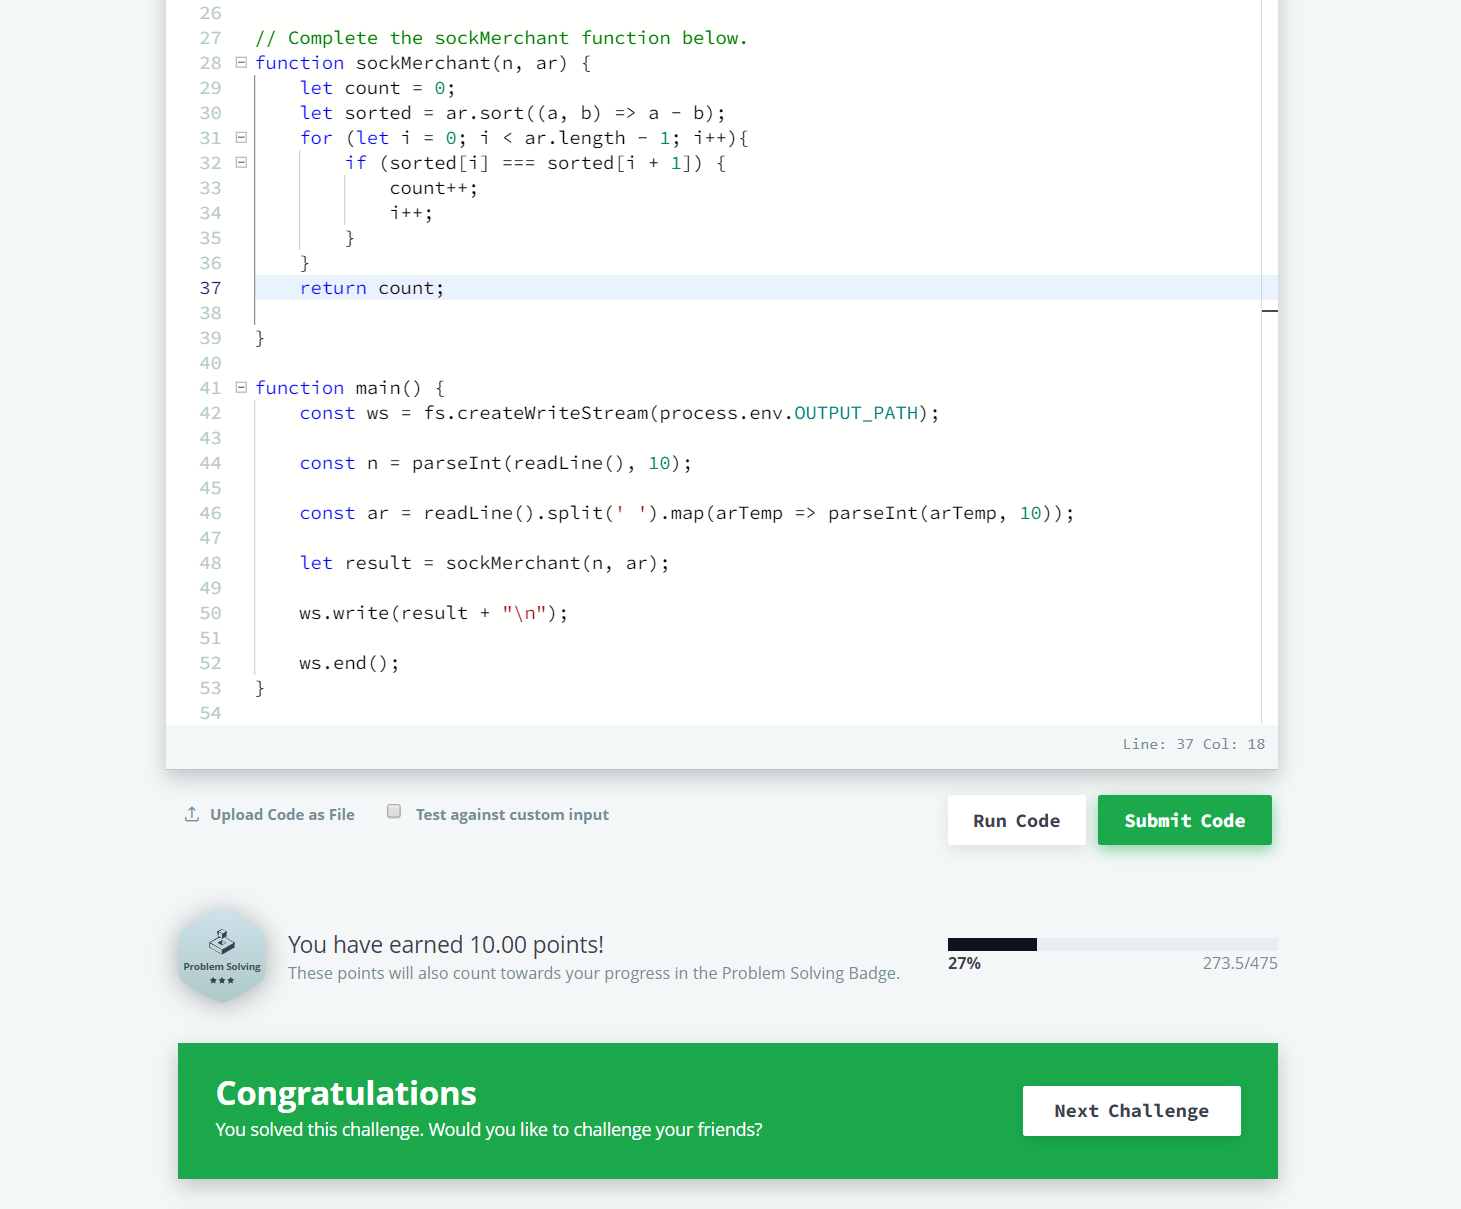 26
27 // Complete the sockMerchant function below.
28 function sockMerchant(n, ar) {
29     let count = 0;
30     let sorted = ar.sort((a, b) => a - b);
31     for (let i = 0; i < ar.length - 1; i++){
32         if (sorted[i] === sorted[i + 1]) {
33             count++;
34             i++;
35         }
36     }
37     return count;
38
39 }
40
41 function main() {
42     const ws = fs.createWriteStream(process.env.OUTPUT_PATH);
43
44     const n = parseInt(readLine(), 10);
45
46     const ar = readLine().split(' ').map(arTemp => parseInt(arTemp, 10));
47
48     let result = sockMerchant(n, ar);
49
50     ws.write(result + "\n");
51
52     ws.end();
53 }
54
Line: 37 Col: 18
Upload Code as File Test against custom input Run Code Submit Code
Problem Solving
You have earned 10.00 points!
These points will also count towards your progress in the Problem Solving Badge.
27% 273.5/475
Congratulations
You solved this challenge. Would you like to challenge your friends?
Next Challenge